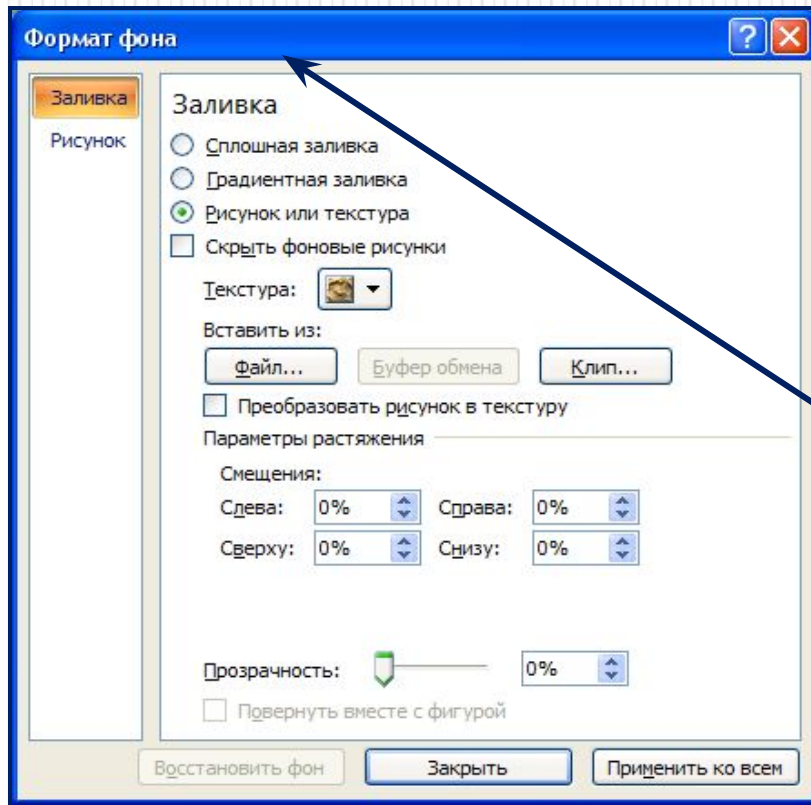 Формат фона
Заливка
Рисунок
Заливка
Сплошная заливка
Градиентная заливка
Рисунок или текстура
Скрыть фоновые рисунки
Текстура:
Вставить из:
Файл... Буфер обмена Клип...
Преобразовать рисунок в текстуру
Параметры растяжения
Смещения:
Слева: 0% Справа: 0%
Сверху: 0% Снизу: 0%
Прозрачность: 0%
Повернуть вместе с фигурой
Восстановить фон Закрыть Применить ко всем